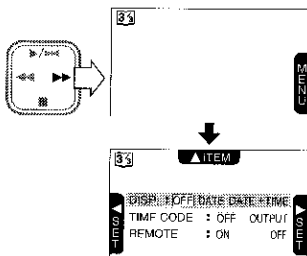 MENU
▲ ITEM
DISP. : OFF DATE DATE+TIME
TIME CODE : OFF OUTPUT
REMOTE : ON OFF
◀ SET
▶ SET